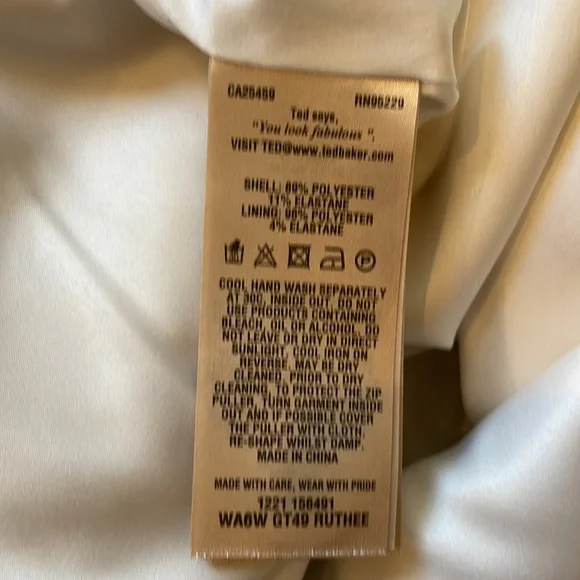 CA25459 RN95229
Ted says,
"You look fabulous ",
VISIT TED@www.tedbaker.com
SHELL: 89% POLYESTER
11% ELASTANE
LINING: 96% POLYESTER
4% ELASTANE
P
COOL HAND WASH SEPARATELY
AT 30C, INSIDE OUT. DO NOT
USE PRODUCTS CONTAINING
BLEACH, OIL OR ALCOHOL. DO
NOT LEAVE OR DRY IN DIRECT
SUNLIGHT. COOL IRON ON
REVERSE. MAY BE DRY
CLEANED. PRIOR TO DRY
CLEANING, TO PROTECT THE ZIP
PULLER, TURN GARMENT INSIDE
OUT AND IF POSSIBLE COVER
THE PULLER WITH CLOTH.
RE-SHAPE WHILST DAMP.
MADE IN CHINA
MADE WITH CARE, WEAR WITH PRIDE
1221 156491
WA6W GT49 RUTHEE